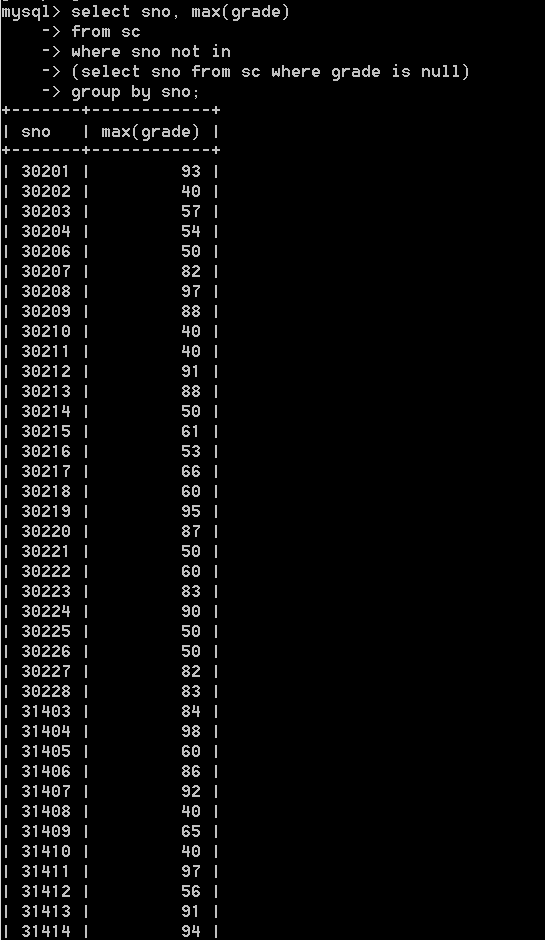 mysql> select sno, max(grade)
    -> from sc
    -> where sno not in
    -> (select sno from sc where grade is null)
    -> group by sno;
+-------+------------+
| sno   | max(grade) |
+-------+------------+
| 30201 |         93 |
| 30202 |         40 |
| 30203 |         57 |
| 30204 |         54 |
| 30206 |         50 |
| 30207 |         82 |
| 30208 |         97 |
| 30209 |         88 |
| 30210 |         40 |
| 30211 |         40 |
| 30212 |         91 |
| 30213 |         88 |
| 30214 |         50 |
| 30215 |         61 |
| 30216 |         53 |
| 30217 |         66 |
| 30218 |         60 |
| 30219 |         95 |
| 30220 |         87 |
| 30221 |         50 |
| 30222 |         60 |
| 30223 |         83 |
| 30224 |         90 |
| 30225 |         50 |
| 30226 |         50 |
| 30227 |         82 |
| 30228 |         83 |
| 31403 |         84 |
| 31404 |         98 |
| 31405 |         60 |
| 31406 |         86 |
| 31407 |         92 |
| 31408 |         40 |
| 31409 |         65 |
| 31410 |         40 |
| 31411 |         97 |
| 31412 |         56 |
| 31413 |         91 |
| 31414 |         94 |